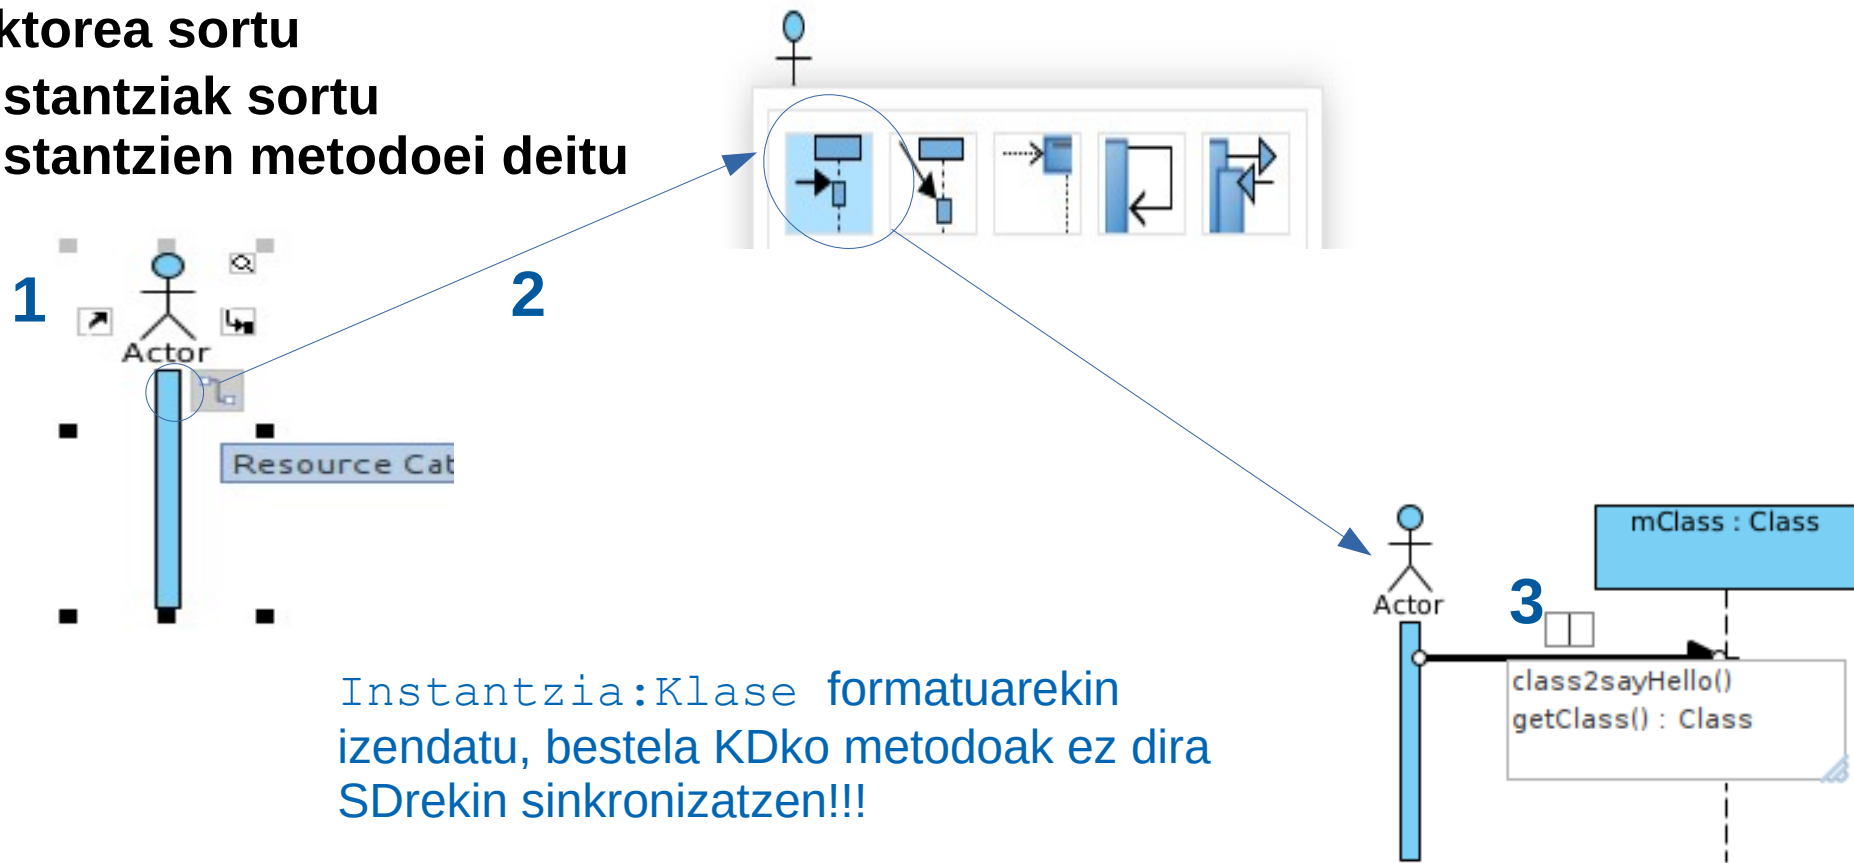 ktorea sortu
stantziak sortu
stantzien metodoei deitu
1
2
Actor
Resource Cat
mClass : Class
Actor
3
class2sayHello()
getClass() : Class
Instantzia:Klase formatuarekin
izendatu, bestela KDko metodoak ez dira
SDrekin sinkronizatzen!!!